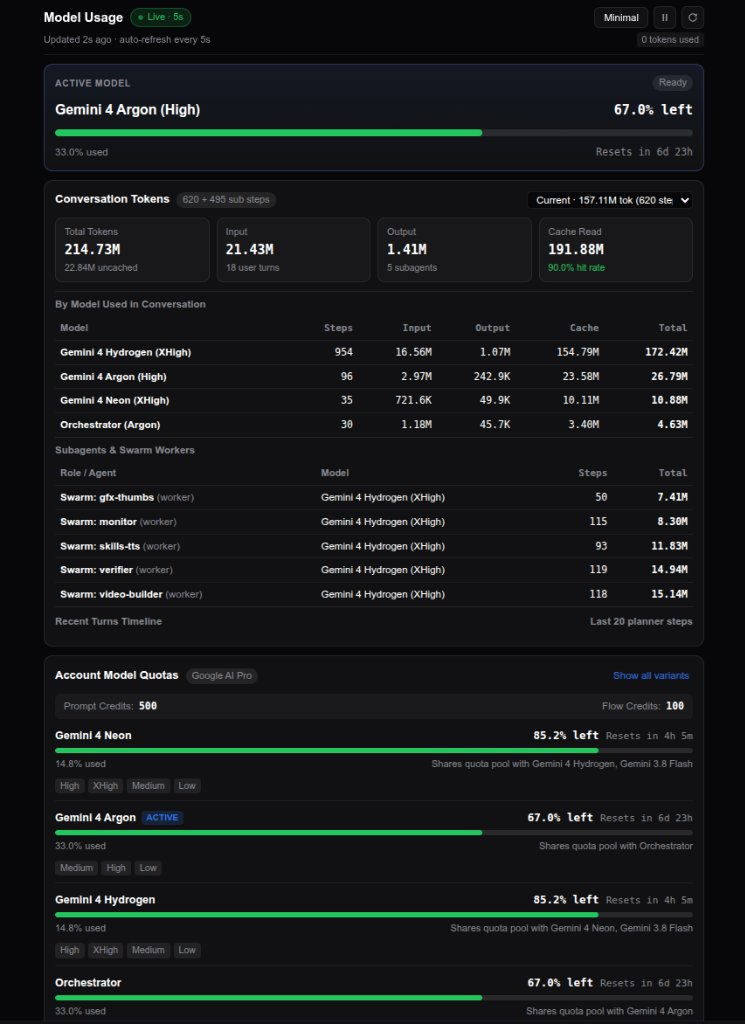 Model Usage Live · 5s Minimal
Updated 2s ago · auto-refresh every 5s 0 tokens used
ACTIVE MODEL Ready
Gemini 4 Argon (High) 67.0% left
33.0% used Resets in 6d 23h
Conversation Tokens 620 + 495 sub steps Current · 157.11M tok (620 ste
Total Tokens Input Output Cache Read
214.73M 21.43M 1.41M 191.88M
22.84M uncached 18 user turns 5 subagents 90.0% hit rate
By Model Used in Conversation
Model Steps Input Output Cache Total
Gemini 4 Hydrogen (XHigh) 954 16.56M 1.07M 154.79M 172.42M
Gemini 4 Argon (High) 96 2.97M 242.9K 23.58M 26.79M
Gemini 4 Neon (XHigh) 35 721.6K 49.9K 10.11M 10.88M
Orchestrator (Argon) 30 1.18M 45.7K 3.40M 4.63M
Subagents & Swarm Workers
Role / Agent Model Steps Total
Swarm: gfx-thumbs (worker) Gemini 4 Hydrogen (XHigh) 50 7.41M
Swarm: monitor (worker) Gemini 4 Hydrogen (XHigh) 115 8.30M
Swarm: skills-tts (worker) Gemini 4 Hydrogen (XHigh) 93 11.83M
Swarm: verifier (worker) Gemini 4 Hydrogen (XHigh) 119 14.94M
Swarm: video-builder (worker) Gemini 4 Hydrogen (XHigh) 118 15.14M
Recent Turns Timeline Last 20 planner steps
Account Model Quotas Google AI Pro Show all variants
Prompt Credits: 500 Flow Credits: 100
Gemini 4 Neon 85.2% left Resets in 4h 5m
14.8% used Shares quota pool with Gemini 4 Hydrogen, Gemini 3.8 Flash
High XHigh Medium Low
Gemini 4 Argon ACTIVE 67.0% left Resets in 6d 23h
33.0% used Shares quota pool with Orchestrator
Medium High Low
Gemini 4 Hydrogen 85.2% left Resets in 4h 5m
14.8% used Shares quota pool with Gemini 4 Neon, Gemini 3.8 Flash
High XHigh Medium Low
Orchestrator 67.0% left Resets in 6d 23h
33.0% used Shares quota pool with Gemini 4 Argon